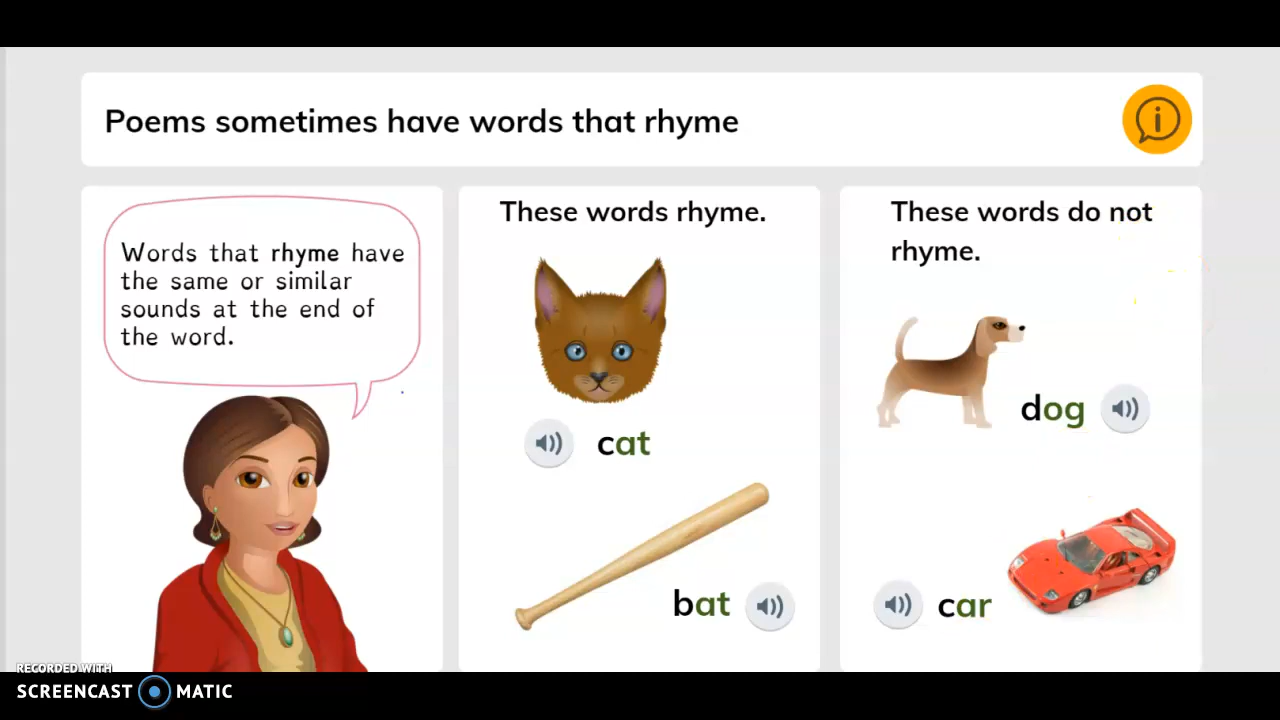 Poems sometimes have words that rhyme
Words that rhyme have
the same or similar
sounds at the end of
the word.
These words rhyme.
cat
bat
These words do not
rhyme.
dog
car
RECORDED WITH
SCREENCAST MATIC